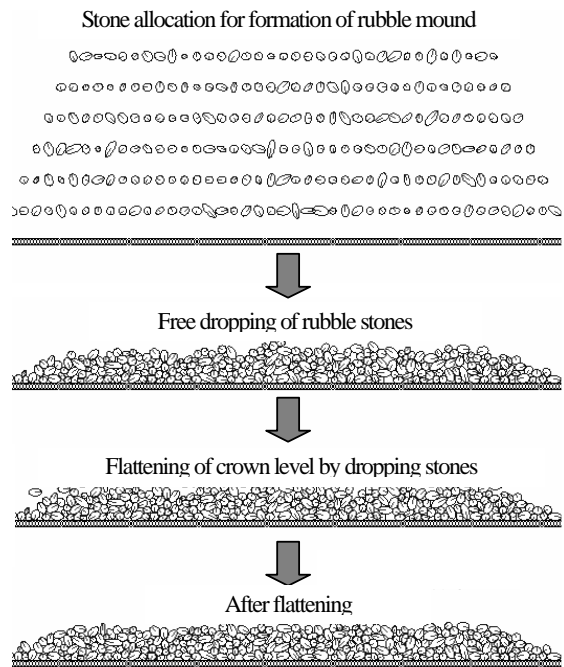 Stone allocation for formation of rubble mound
Free dropping of rubble stones
Flattening of crown level by dropping stones
After flattening